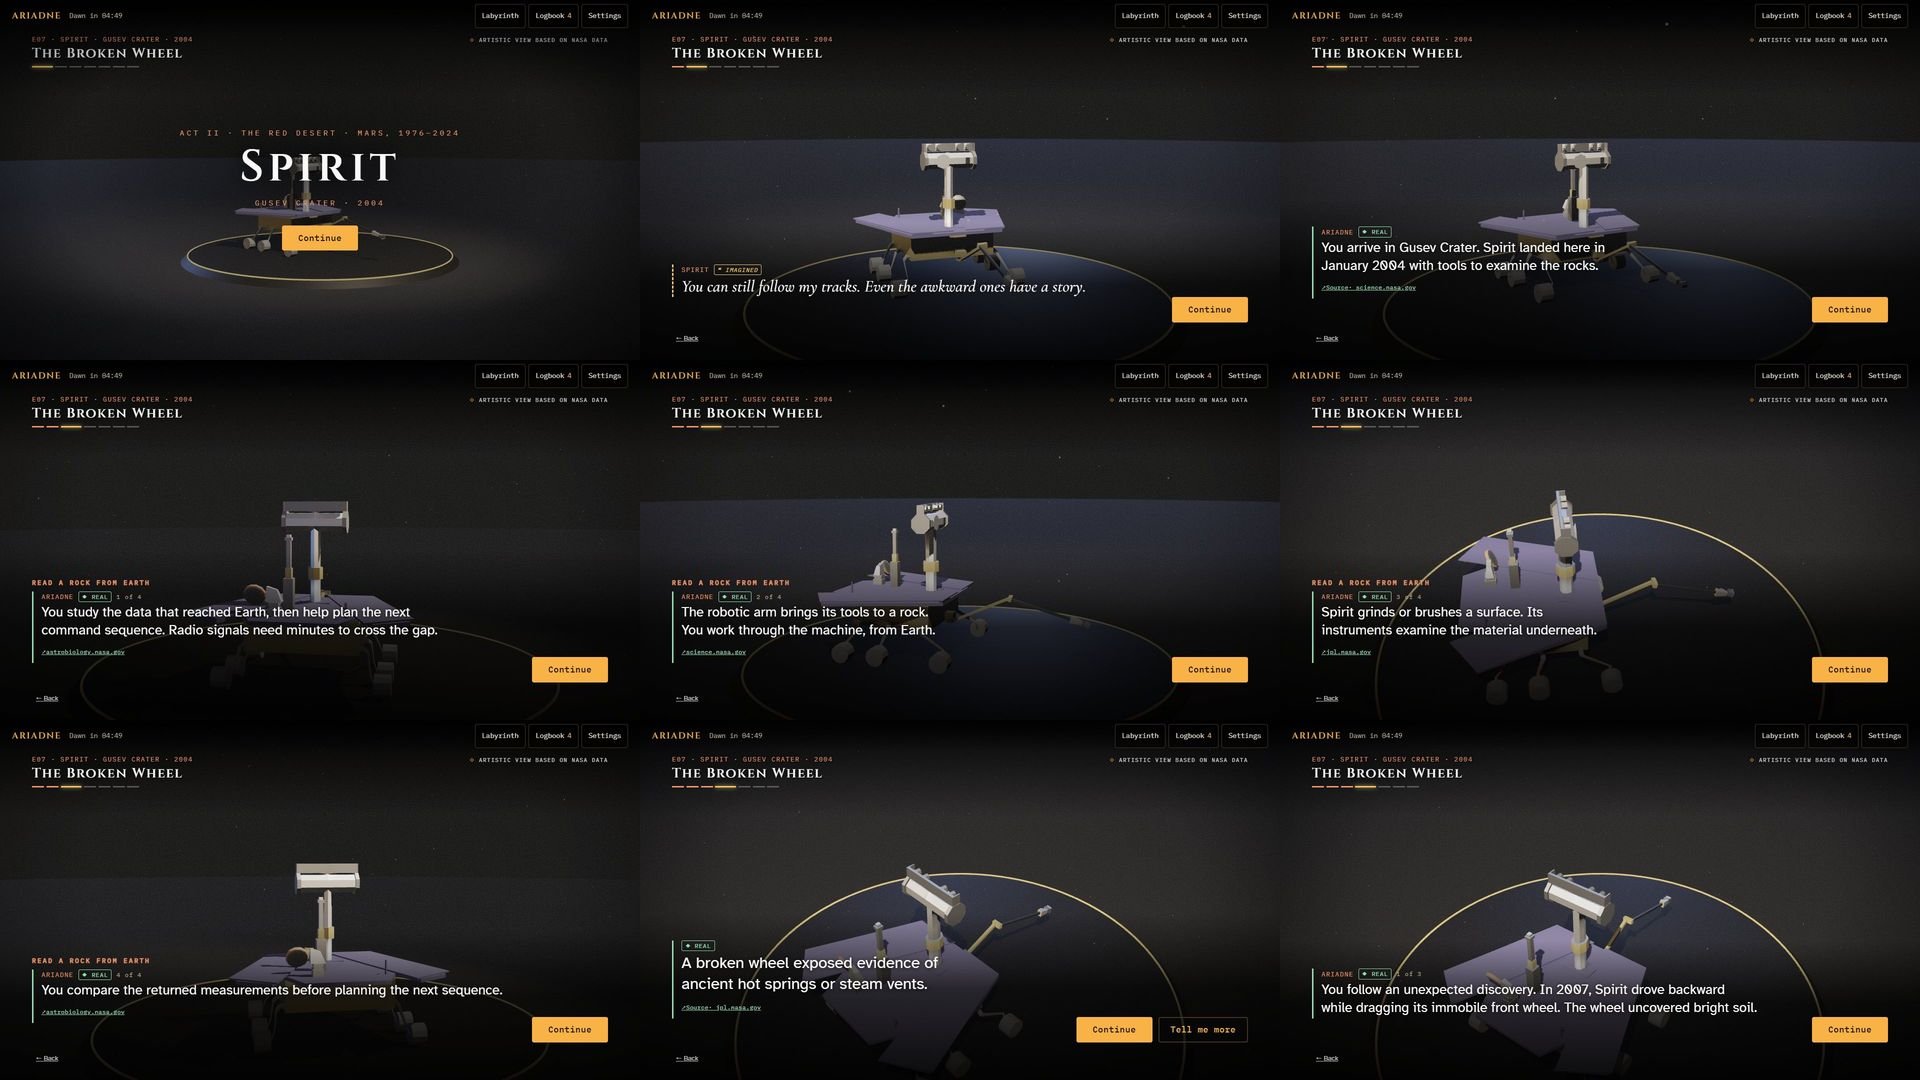 ARIADNE Dawn in 04:49 Labyrinth Logbook 4 Settings
E07 · SPIRIT · GUSEV CRATER · 2004
◇ ARTISTIC VIEW BASED ON NASA DATA
THE BROKEN WHEEL
ACT II · THE RED DESERT · MARS, 1976–2024
SPIRIT
GUSEV CRATER · 2004
Continue
ARIADNE Dawn in 04:49 Labyrinth Logbook 4 Settings
E07 · SPIRIT · GUSEV CRATER · 2004
◇ ARTISTIC VIEW BASED ON NASA DATA
THE BROKEN WHEEL
SPIRIT IMAGINED
You can still follow my tracks. Even the awkward ones have a story.
Continue
← Back
ARIADNE Dawn in 04:49 Labyrinth Logbook 4 Settings
E07 · SPIRIT · GUSEV CRATER · 2004
◇ ARTISTIC VIEW BASED ON NASA DATA
THE BROKEN WHEEL
ARIADNE ◆ REAL
You arrive in Gusev Crater. Spirit landed here in
January 2004 with tools to examine the rocks.
↗Source· science.nasa.gov
Continue
← Back
ARIADNE Dawn in 04:49 Labyrinth Logbook 4 Settings
E07 · SPIRIT · GUSEV CRATER · 2004
◇ ARTISTIC VIEW BASED ON NASA DATA
THE BROKEN WHEEL
READ A ROCK FROM EARTH
ARIADNE ◆ REAL 1 of 4
You study the data that reached Earth, then help plan the next
command sequence. Radio signals need minutes to cross the gap.
↗astrobiology.nasa.gov
Continue
← Back
ARIADNE Dawn in 04:49 Labyrinth Logbook 4 Settings
E07 · SPIRIT · GUSEV CRATER · 2004
◇ ARTISTIC VIEW BASED ON NASA DATA
THE BROKEN WHEEL
READ A ROCK FROM EARTH
ARIADNE ◆ REAL 2 of 4
The robotic arm brings its tools to a rock.
You work through the machine, from Earth.
↗science.nasa.gov
Continue
← Back
ARIADNE Dawn in 04:49 Labyrinth Logbook 4 Settings
E07 · SPIRIT · GUSEV CRATER · 2004
◇ ARTISTIC VIEW BASED ON NASA DATA
THE BROKEN WHEEL
READ A ROCK FROM EARTH
ARIADNE ◆ REAL 3 of 4
Spirit grinds or brushes a surface. Its
instruments examine the material underneath.
↗jpl.nasa.gov
Continue
← Back
ARIADNE Dawn in 04:49 Labyrinth Logbook 4 Settings
E07 · SPIRIT · GUSEV CRATER · 2004
◇ ARTISTIC VIEW BASED ON NASA DATA
THE BROKEN WHEEL
READ A ROCK FROM EARTH
ARIADNE ◆ REAL 4 of 4
You compare the returned measurements before planning the next sequence.
↗astrobiology.nasa.gov
Continue
← Back
ARIADNE Dawn in 04:49 Labyrinth Logbook 4 Settings
E07 · SPIRIT · GUSEV CRATER · 2004
◇ ARTISTIC VIEW BASED ON NASA DATA
THE BROKEN WHEEL
◆ REAL
A broken wheel exposed evidence of
ancient hot springs or steam vents.
↗Source· jpl.nasa.gov
Continue Tell me more
← Back
ARIADNE Dawn in 04:49 Labyrinth Logbook 4 Settings
E07 · SPIRIT · GUSEV CRATER · 2004
◇ ARTISTIC VIEW BASED ON NASA DATA
THE BROKEN WHEEL
ARIADNE ◆ REAL 1 of 3
You follow an unexpected discovery. In 2007, Spirit drove backward
while dragging its immobile front wheel. The wheel uncovered bright soil.
Continue
← Back